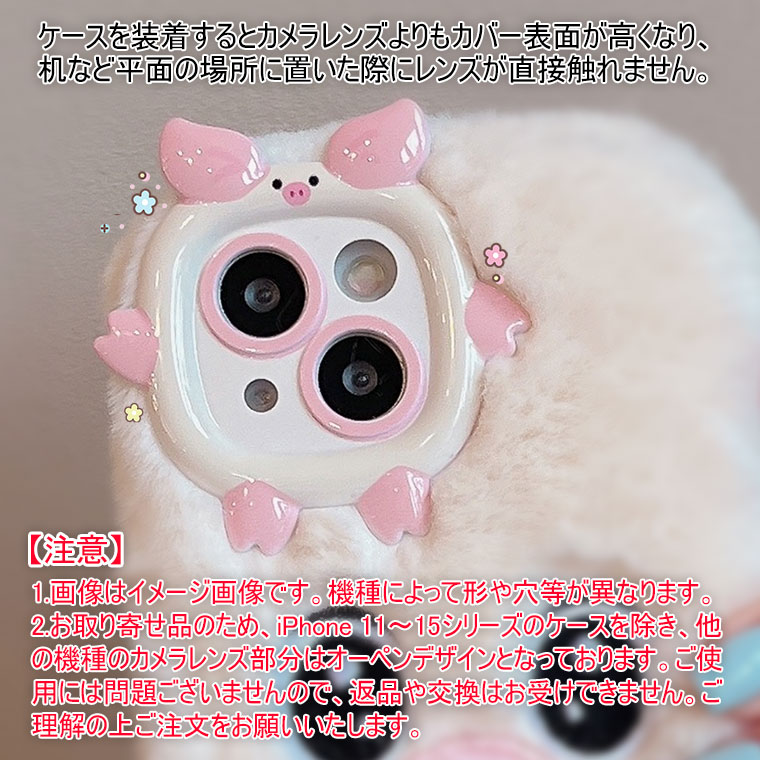 ケースを装着するとカメラレンズよりもカバー表面が高くなり、
机など平面の場所に置いた際にレンズが直接触れません。
【注意】
1.画像はイメージ画像です。機種によって形や穴等が異なります。
2.お取り寄せ品のため、iPhone 11～15シリーズのケースを除き、他
の機種のカメラレンズ部分はオーペンデザインとなっております。ご使
用には問題ございませんので、返品や交換はお受けできません。ご
理解の上ご注文をお願いいたします。